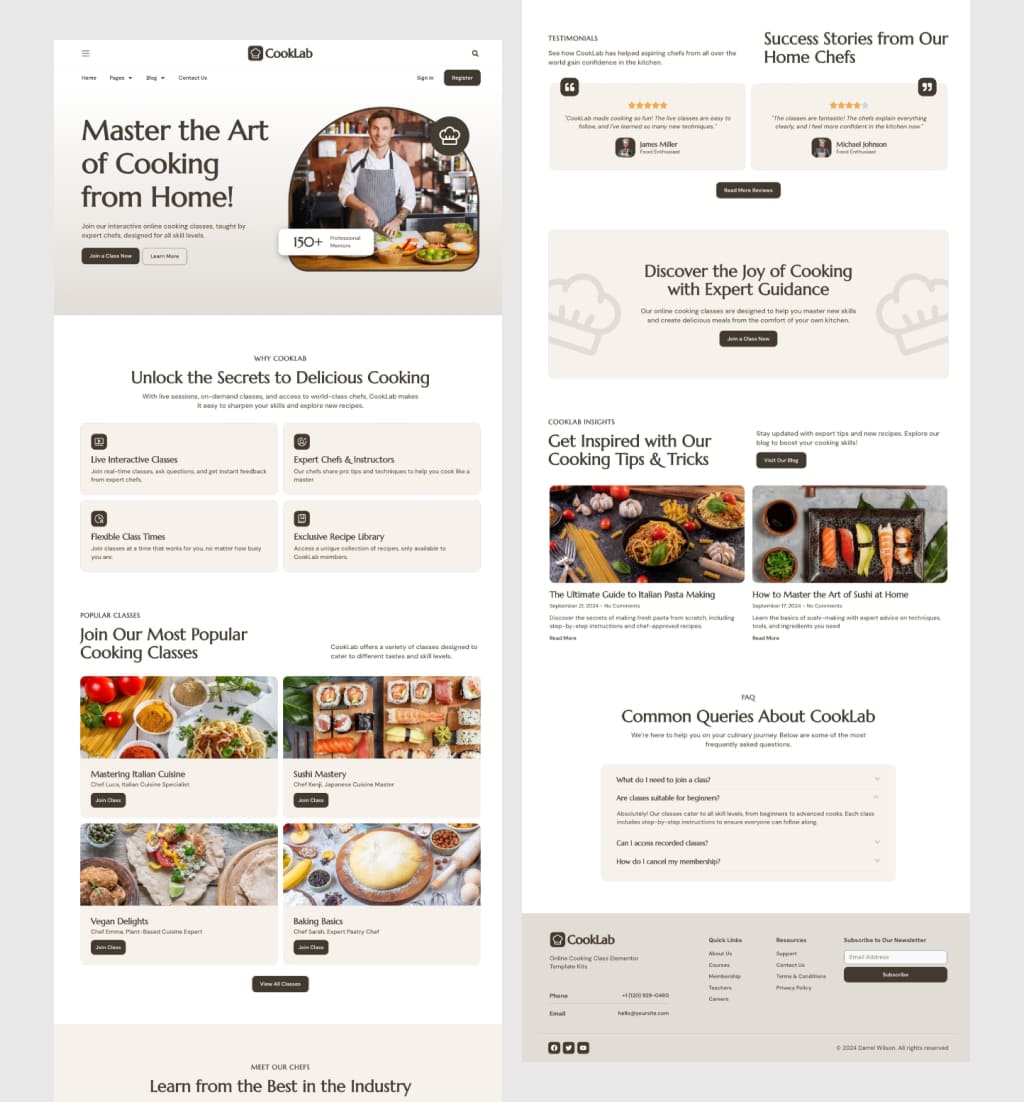 CookLab
Home
Pages
Blog
Contact Us
Sign In
Register
Master the Art
of Cooking
from Home!
Join our interactive online cooking classes, taught by
expert chefs, designed for all skill levels.
Join a Class Now
Learn More
150+
Professional
Mentors
WHY COOKLAB
Unlock the Secrets to Delicious Cooking
With live sessions, on-demand classes, and access to world-class chefs, CookLab makes
it easy to sharpen your skills and explore new recipes.
Live Interactive Classes
Join real-time classes, ask questions, and get instant feedback
from expert chefs.
Expert Chefs & Instructors
Our chefs share pro tips and techniques to help you cook like a
master.
Flexible Class Times
Join classes at a time that works for you, no matter how busy
you are.
Exclusive Recipe Library
Access a unique collection of recipes, only available to
CookLab members.
POPULAR CLASSES
Join Our Most Popular
Cooking Classes
CookLab offers a variety of classes designed to
cater to different tastes and skill levels.
Mastering Italian Cuisine
Chef Luca, Italian Cuisine Specialist
Join Class
Sushi Mastery
Chef Kenji, Japanese Cuisine Master
Join Class
Vegan Delights
Chef Emma, Plant-Based Cuisine Expert
Join Class
Baking Basics
Chef Sarah, Expert Pastry Chef
Join Class
View All Classes
MEET OUR CHEFS
Learn from the Best in the Industry
TESTIMONIALS
See how CookLab has helped aspiring chefs from all over the
world gain confidence in the kitchen.
Success Stories from Our
Home Chefs
"CookLab made cooking so fun! The live classes are easy to
follow, and I've learned so many new techniques."
James Miller
Food Enthusiast
"The classes are fantastic! The chefs explain everything
clearly, and I feel more confident in the kitchen now."
Michael Johnson
Food Enthusiast
Read More Reviews
Discover the Joy of Cooking
with Expert Guidance
Our online cooking classes are designed to help you master new skills
and create delicious meals from the comfort of your own kitchen.
Join a Class Now
COOKLAB INSIGHTS
Get Inspired with Our
Cooking Tips & Tricks
Stay updated with expert tips and new recipes. Explore our
blog to boost your cooking skills!
Visit Our Blog
The Ultimate Guide to Italian Pasta Making
September 21, 2024 • No Comments
Discover the secrets of making fresh pasta from scratch, including
step-by-step instructions and chef-approved recipes.
Read More
How to Master the Art of Sushi at Home
September 17, 2024 • No Comments
Learn the basics of sushi-making with expert advice on techniques,
tools, and ingredients you need
Read More
FAQ
Common Queries About CookLab
We're here to help you on your culinary journey. Below are some of the most
frequently asked questions.
What do I need to join a class?
Are classes suitable for beginners?
Absolutely! Our classes cater to all skill levels, from beginners to advanced cooks. Each class
includes step-by-step instructions to ensure everyone can follow along.
Can I access recorded classes?
How do I cancel my membership?
CookLab
Online Cooking Class Elementor
Template Kits
Phone
+1 (120) 929-0460
Email
hello@yoursite.com
Quick Links
About Us
Courses
Membership
Teachers
Careers
Resources
Support
Contact Us
Terms & Conditions
Privacy Policy
Subscribe to Our Newsletter
Email Address
Subscribe
© 2024 Darrel Wilson. All rights reserved